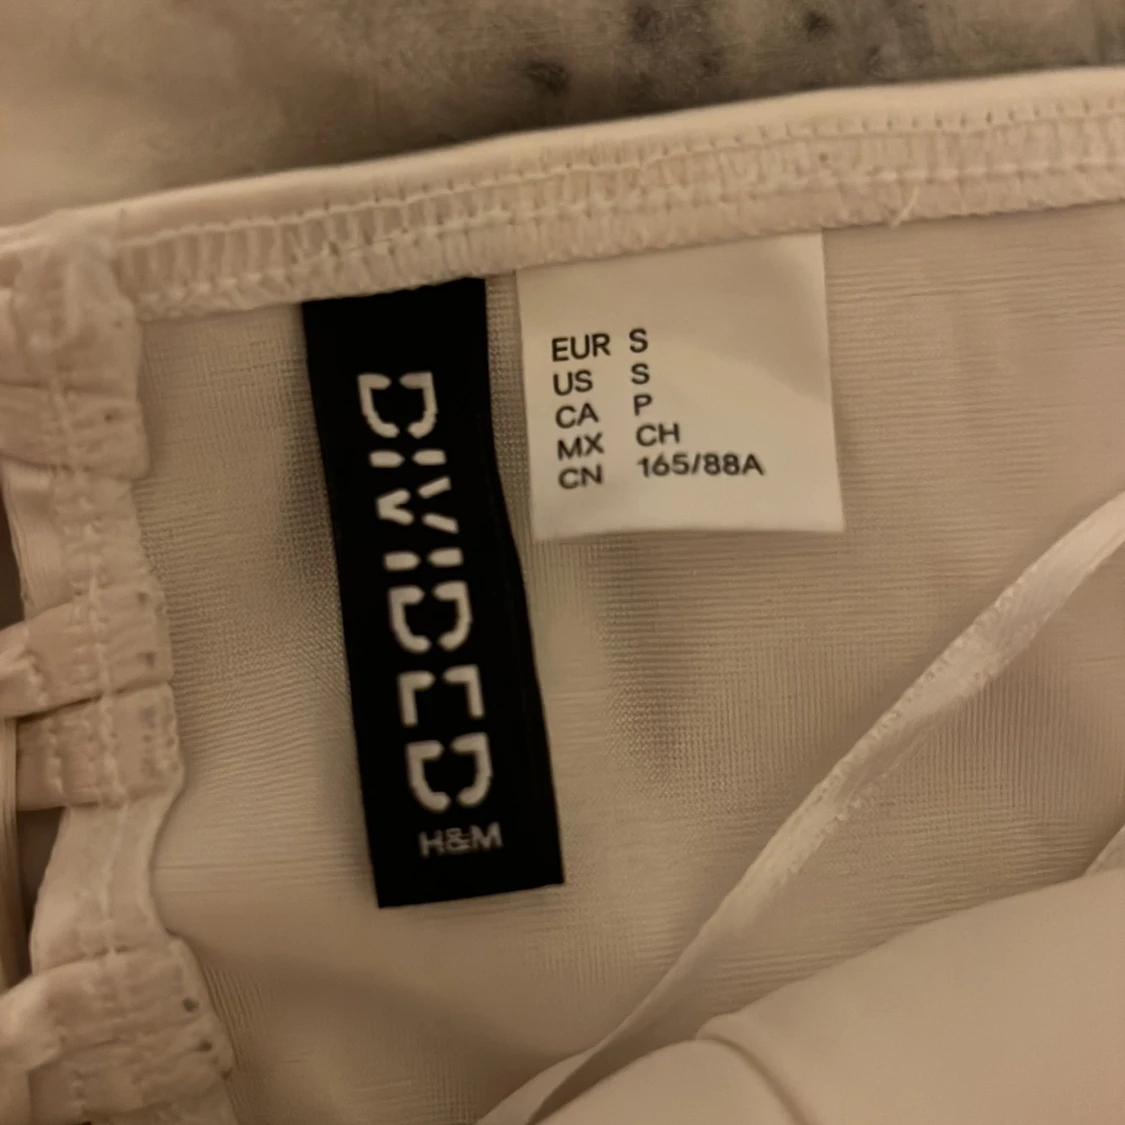 DIVIDED
H&M
EUR S
US S
CA P
MX CH
CN 165/88A